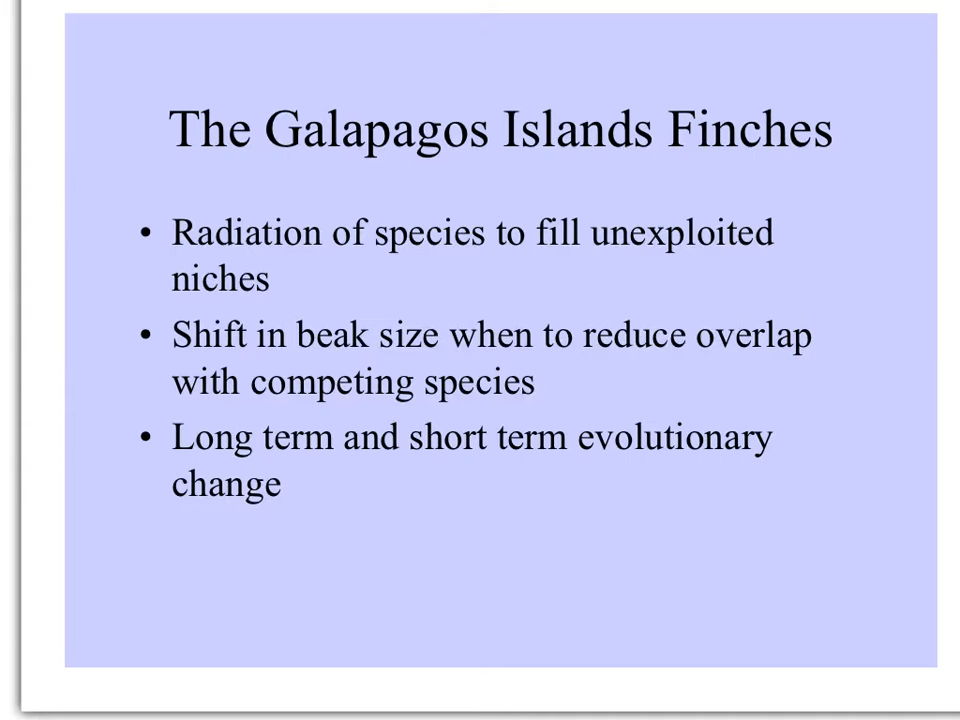 The Galapagos Islands Finches
• Radiation of species to fill unexploited
niches
• Shift in beak size when to reduce overlap
with competing species
• Long term and short term evolutionary
change